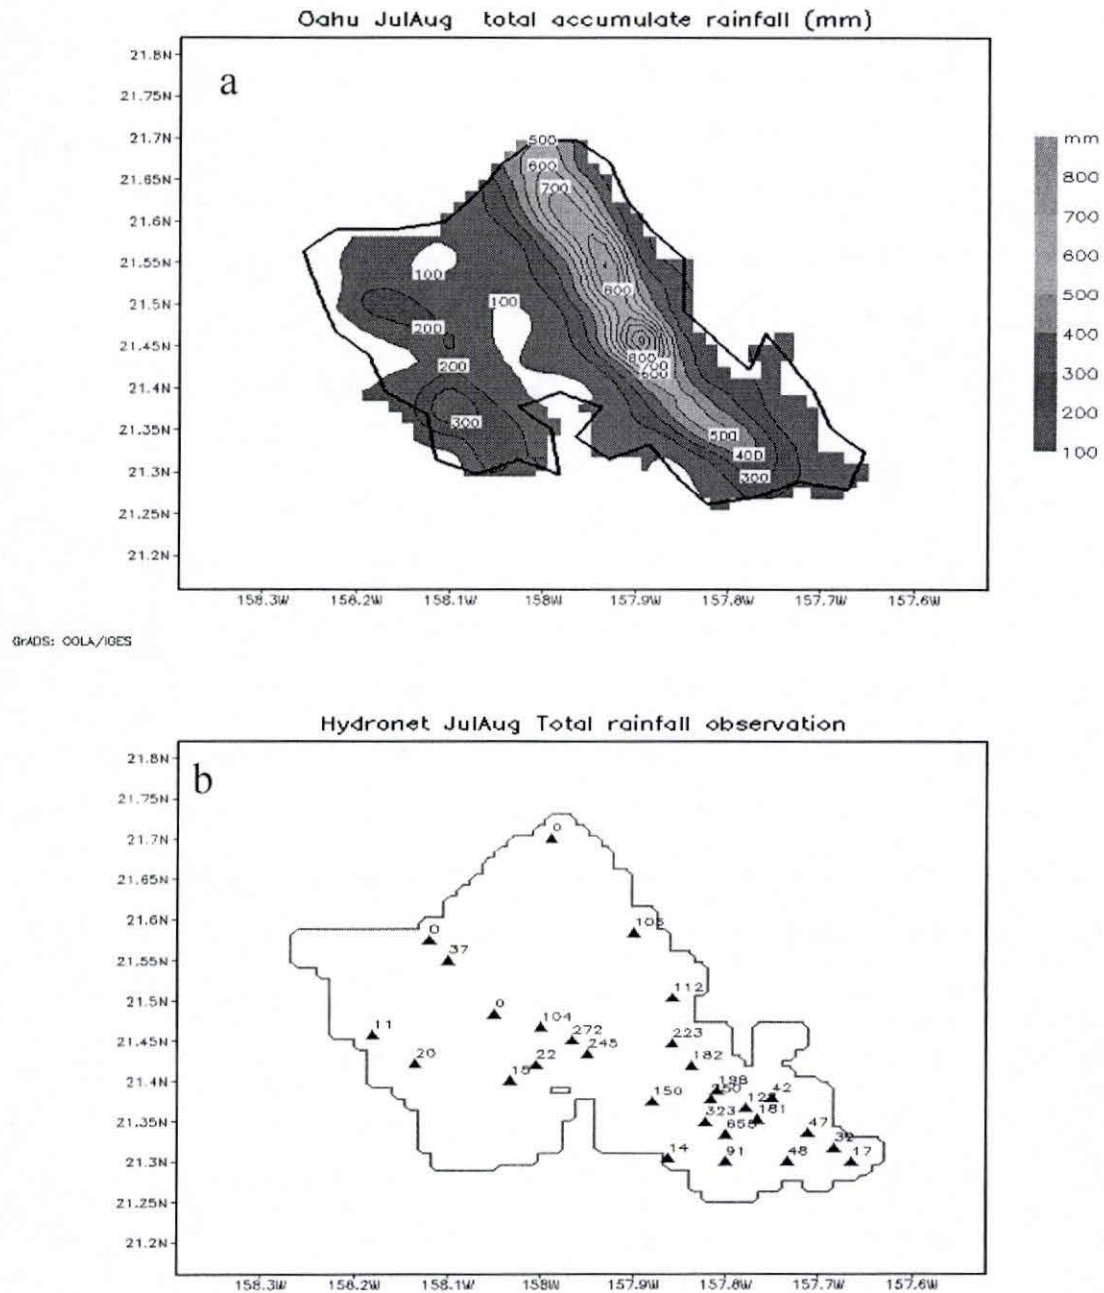 Oahu JulAug total accumulate rainfall (mm)
a
21.8N
21.75N
21.7N
21.65N
21.6N
21.55N
21.5N
21.45N
21.4N
21.35N
21.3N
21.25N
21.2N
500
600
700
100
100
600
200
200
800
700
600
300
500
400
300
mm
800
700
600
500
400
300
200
100
158.3W 158.2W 158.1W 158W 157.9W 157.8W 157.7W 157.6W
GrADS: COLA/IGES
Hydronet JulAug Total rainfall observation
b
21.8N
21.75N
21.7N
21.65N
21.6N
21.55N
21.5N
21.45N
21.4N
21.35N
21.3N
21.25N
21.2N
0
0
37
105
0
112
11
104
272
245
223
20
22
15
182
150
198
42
323
181
47
14
91
48
17
158.3W 158.2W 158.1W 158W 157.9W 157.8W 157.7W 157.6W